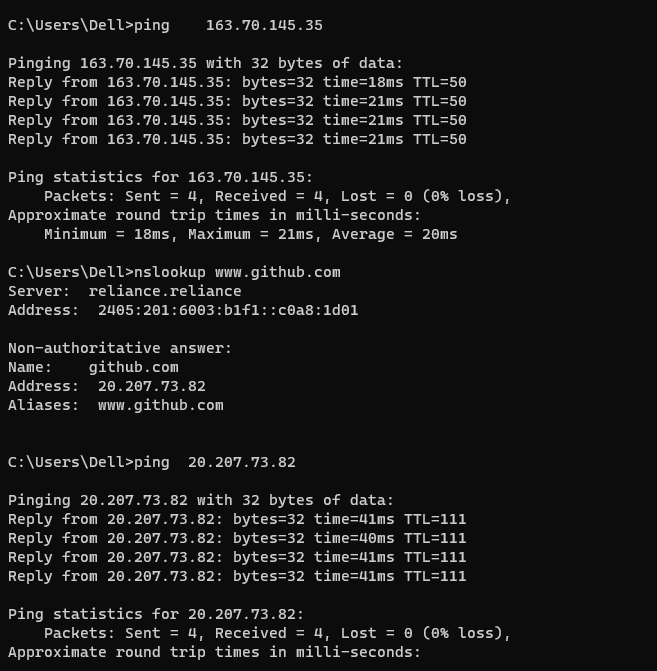 C:\Users\Dell>ping    163.70.145.35
Pinging 163.70.145.35 with 32 bytes of data:
Reply from 163.70.145.35: bytes=32 time=18ms TTL=50
Reply from 163.70.145.35: bytes=32 time=21ms TTL=50
Reply from 163.70.145.35: bytes=32 time=21ms TTL=50
Reply from 163.70.145.35: bytes=32 time=21ms TTL=50
Ping statistics for 163.70.145.35:
    Packets: Sent = 4, Received = 4, Lost = 0 (0% loss),
Approximate round trip times in milli-seconds:
    Minimum = 18ms, Maximum = 21ms, Average = 20ms
C:\Users\Dell>nslookup www.github.com
Server:  reliance.reliance
Address:  2405:201:6003:b1f1::c0a8:1d01
Non-authoritative answer:
Name:    github.com
Address:  20.207.73.82
Aliases:  www.github.com
C:\Users\Dell>ping  20.207.73.82
Pinging 20.207.73.82 with 32 bytes of data:
Reply from 20.207.73.82: bytes=32 time=41ms TTL=111
Reply from 20.207.73.82: bytes=32 time=40ms TTL=111
Reply from 20.207.73.82: bytes=32 time=41ms TTL=111
Reply from 20.207.73.82: bytes=32 time=41ms TTL=111
Ping statistics for 20.207.73.82:
    Packets: Sent = 4, Received = 4, Lost = 0 (0% loss),
Approximate round trip times in milli-seconds: